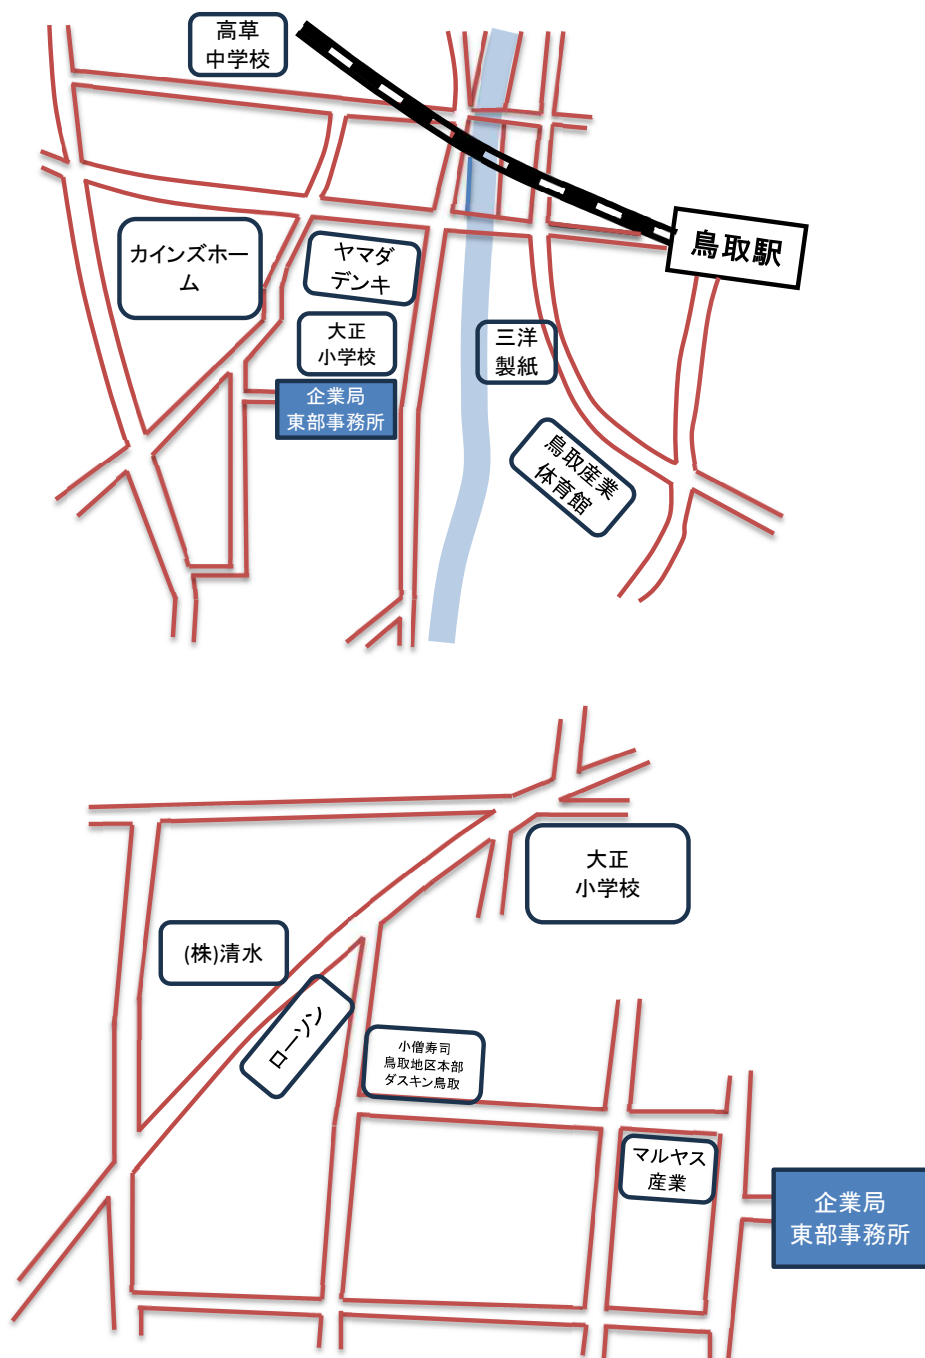 高草
中学校
鳥取駅
カインズホー
ム
ヤマダ
デンキ
大正
小学校
三洋
製紙
企業局
東部事務所
鳥取産業
体育館
大正
小学校
(株)清水
ローソン
小僧寿司
鳥取地区本部
ダスキン鳥取
マルヤス
産業
企業局
東部事務所